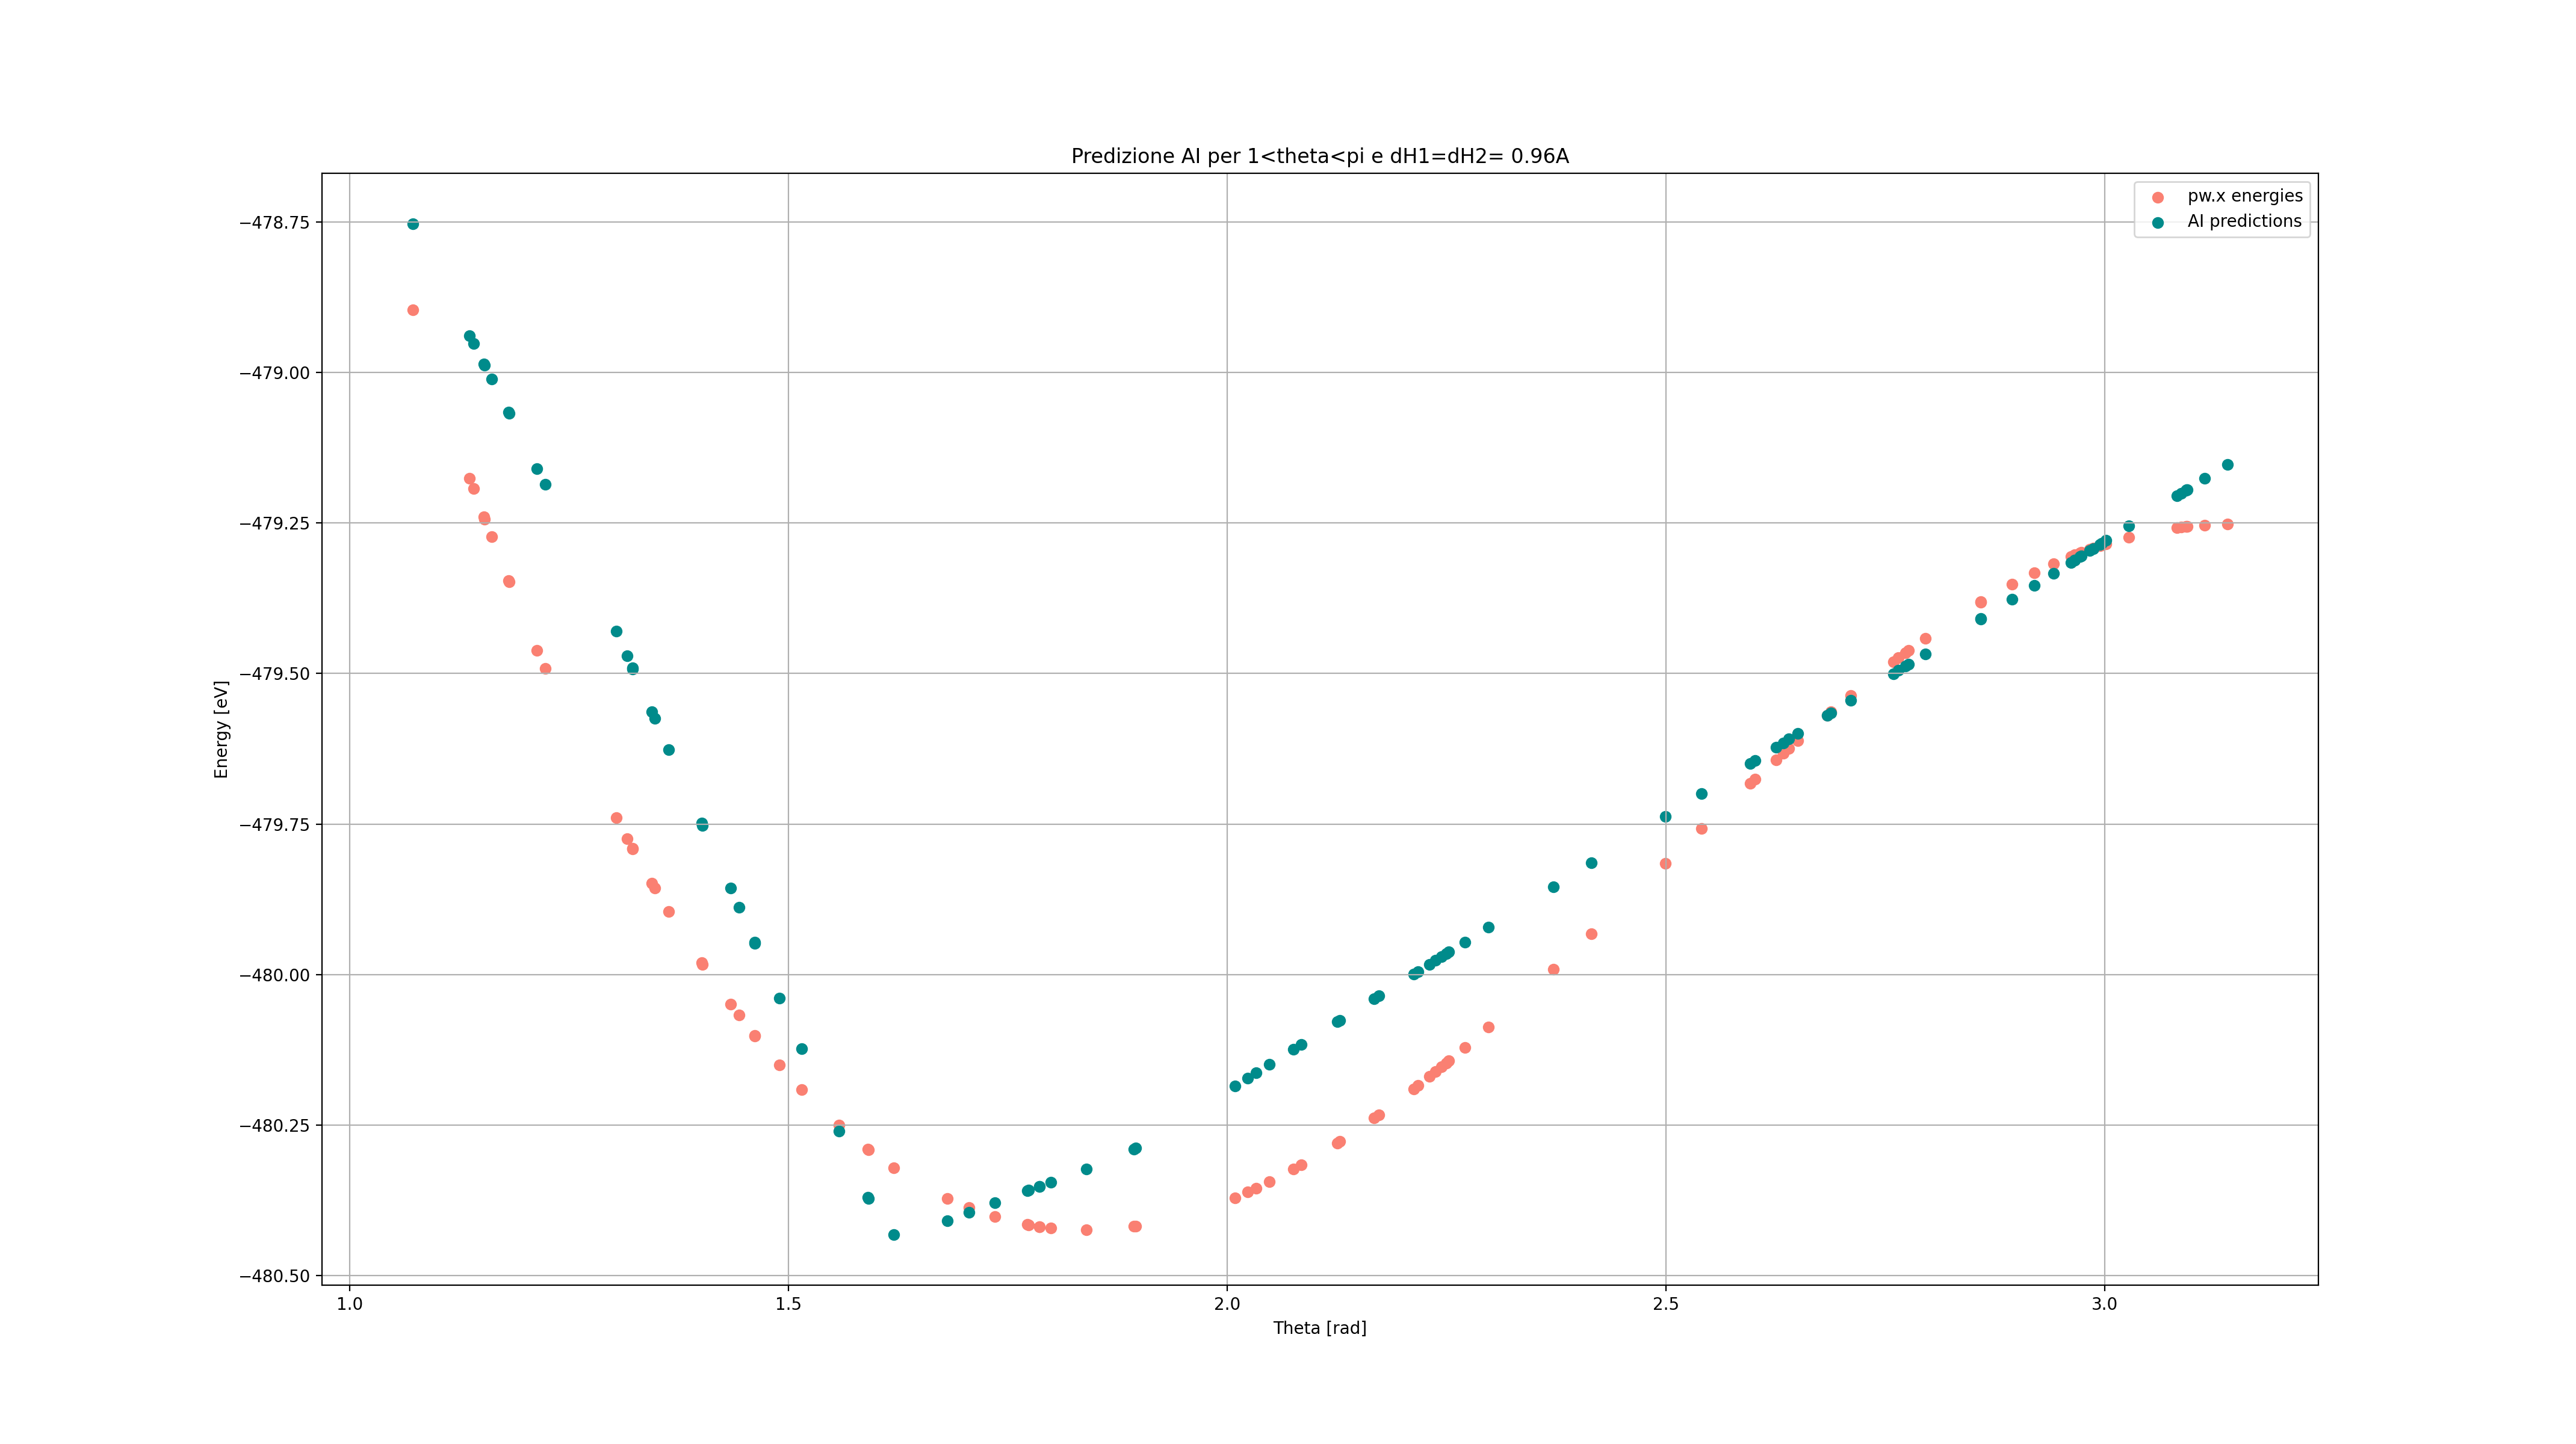 Predizione AI per 1<theta<pi e dH1=dH2= 0.96A
pw.x energies
AI predictions
−478.75
−479.00
−479.25
−479.50
−479.75
−480.00
−480.25
−480.50
Energy [eV]
1.0
1.5
2.0
2.5
3.0
Theta [rad]